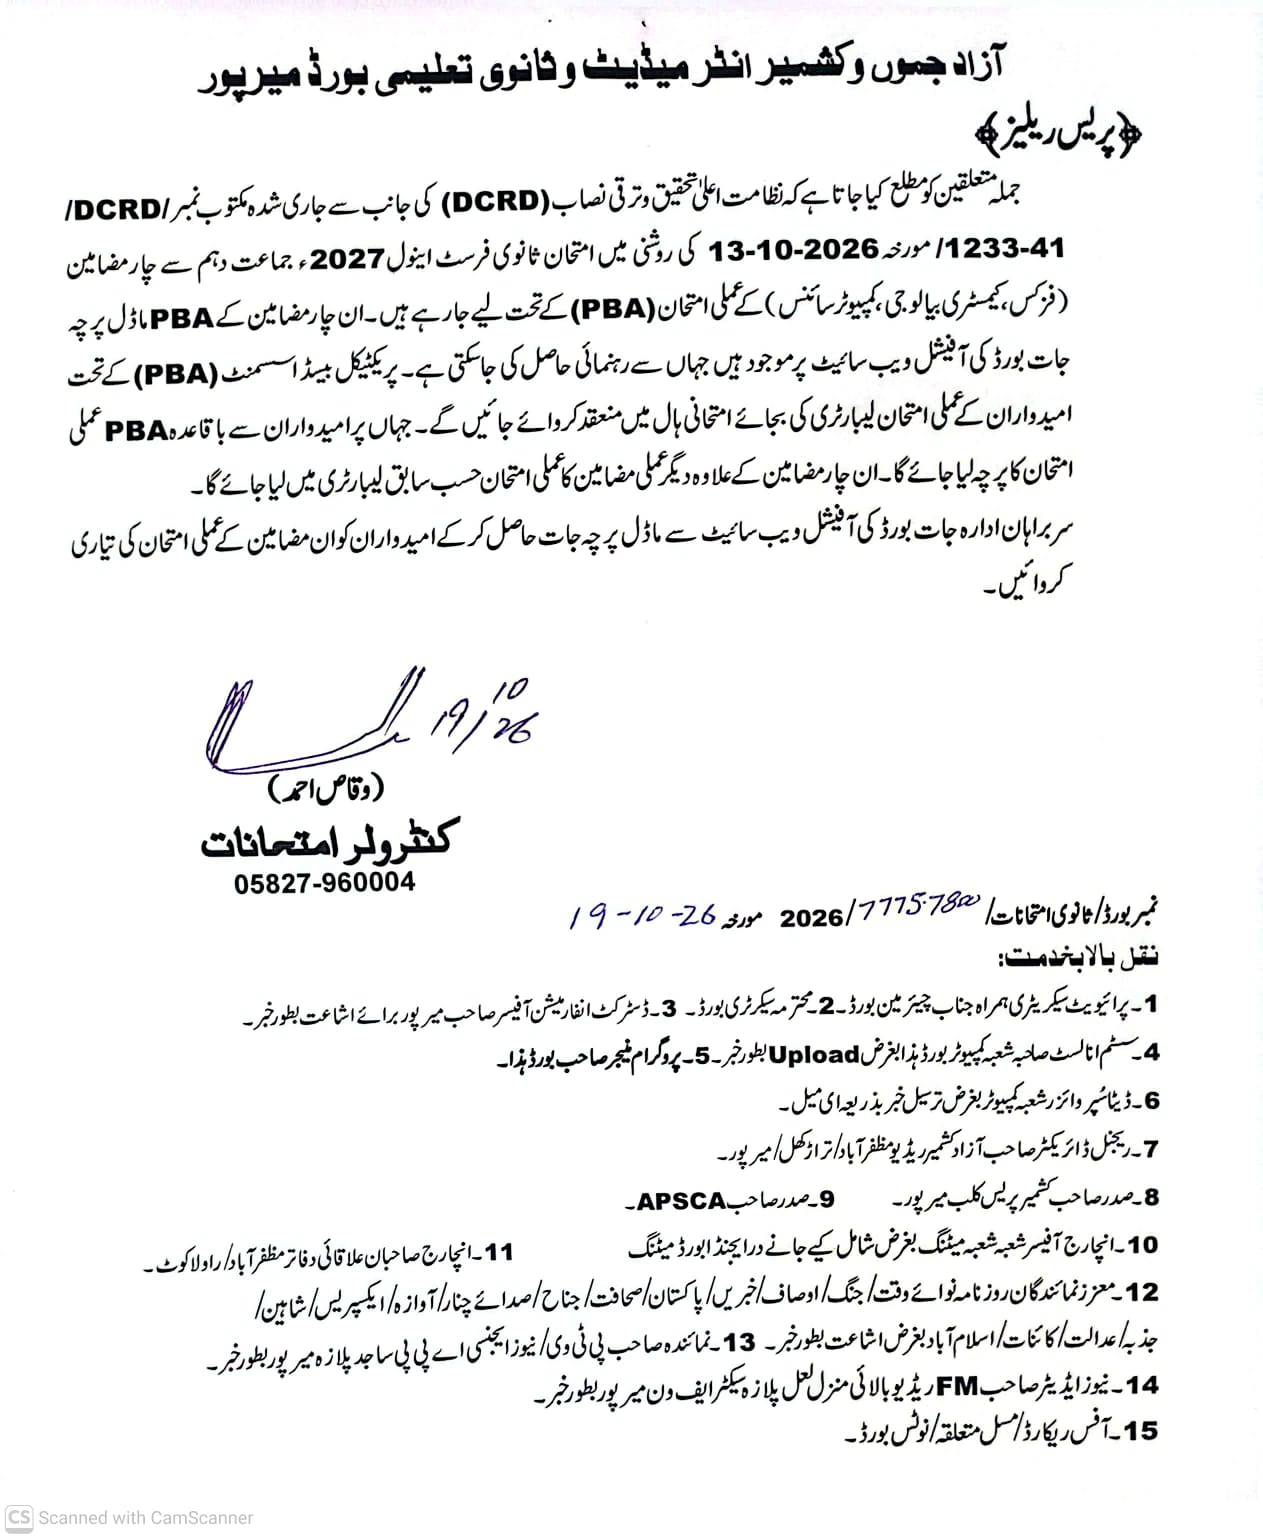 آزاد جموں و کشمیر انٹر میڈیٹ و ثانوی تعلیمی بورڈ میرپور
﴿پریس ریلیز﴾
جملہ متعلقین کو مطلع کیا جاتا ہے کہ نظامت اعلیٰ تحقیق و ترقی نصاب (DCRD) کی جانب سے جاری شدہ مکتوب نمبر /DCRD/
1233-41/ مورخہ 13-10-2026 کی روشنی میں امتحان ثانوی فرسٹ اینول 2027ء جماعت دہم سے چار مضامین
(فزکس، کیمسٹری بیالوجی، کمپیوٹر سائنس) کے عملی امتحان (PBA) کے تحت لیے جا رہے ہیں۔ ان چار مضامین کے PBA ماڈل پرچہ
جات بورڈ کی آفیشل ویب سائیٹ پر موجود ہیں جہاں سے رہنمائی حاصل کی جا سکتی ہے۔ پریکٹیکل بیسڈ اسسمنٹ (PBA) کے تحت
امیدواران کے عملی امتحان لیبارٹری کی بجائے امتحانی ہال میں منعقد کروائے جائیں گے۔ جہاں پر امیدواران سے باقاعدہ PBA عملی
امتحان کا پرچہ لیا جائے گا۔ ان چار مضامین کے علاوہ دیگر عملی مضامین کا عملی امتحان حسب سابق لیبارٹری میں لیا جائے گا۔
سربراہان ادارہ جات بورڈ کی آفیشل ویب سائیٹ سے ماڈل پرچہ جات حاصل کر کے امیدواران کو ان مضامین کے عملی امتحان کی تیاری
کروائیں۔
19/10/26
(وقاص احمد)
کنٹرولر امتحانات
05827-960004
نمبر بورڈ/ثانوی امتحانات/7775-7800/2026 مورخہ 19-10-26
نقل بالا بخدمت:
1۔ پرائیویٹ سیکریٹری ہمراہ جناب چیئرمین بورڈ۔ 2۔ محترمہ سیکرٹری بورڈ۔ 3۔ ڈسٹرکٹ انفارمیشن آفیسر صاحب میرپور برائے اشاعت بطور خبر۔
4۔ سسٹم انالسٹ صاحبہ شعبہ کمپیوٹر بورڈ ہذا بغرض Upload بطور خبر۔ 5۔ پروگرام منیجر صاحب بورڈ ہذا۔
6۔ ڈیٹا سپروائزر شعبہ کمپیوٹر بغرض ترسیل خبر بذریعہ ای میل۔
7۔ ریجنل ڈائریکٹر صاحب آزاد کشمیر ریڈیو مظفر آباد/تراڑکھل/میرپور۔
8۔ صدر صاحب کشمیر پریس کلب میرپور۔ 9۔ صدر صاحب APSCA۔
10۔ انچارج آفیسر شعبہ شعبہ میٹنگ بغرض شامل کیے جانے در ایجنڈا بورڈ میٹنگ 11۔ انچارج صاحبان علاقائی دفاتر مظفر آباد/راولاکوٹ۔
12۔ معزز نمائندگان روزنامہ نوائے وقت/جنگ/اوصاف/خبریں/پاکستان/صحافت/جناح/صدائے چنار/آوازہ/ایکسپریس/شاہین/
جذبہ/عدالت/کائنات/اسلام آباد بغرض اشاعت بطور خبر۔ 13۔ نمائندہ صاحب پی ٹی وی/نیوز ایجنسی اے پی پی ساجد پلازہ میرپور بطور خبر۔
14۔ نیوز ایڈیٹر صاحب FM ریڈیو بالائی منزل لعل پلازہ سیکٹر ایف ون میرپور بطور خبر۔
15۔ آفس ریکارڈ/مسل متعلقہ/نوٹس بورڈ۔
CS Scanned with CamScanner